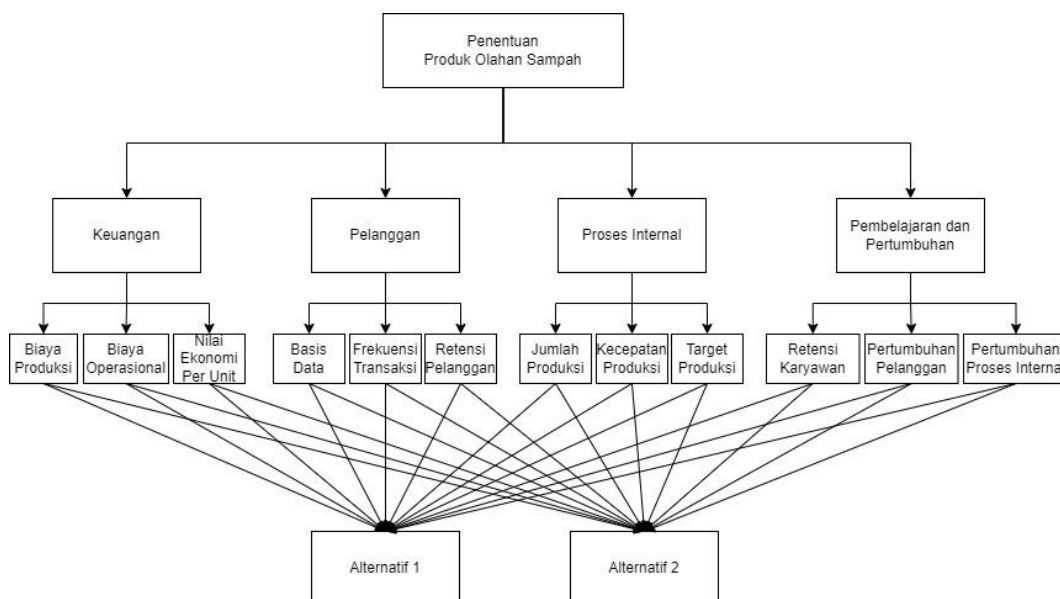 Penentuan
Produk Olahan Sampah
Keuangan
Pelanggan
Proses Internal
Pembelajaran dan
Pertumbuhan
Biaya
Produksi
Biaya
Operasional
Nilai
Ekonomi
Per Unit
Basis
Data
Frekuensi
Transaksi
Retensi
Pelanggan
Jumlah
Produksi
Kecepatan
Produksi
Target
Produksi
Retensi
Karyawan
Pertumbuhan
Pelanggan
Pertumbuhan
Proses Internal
Alternatif 1
Alternatif 2